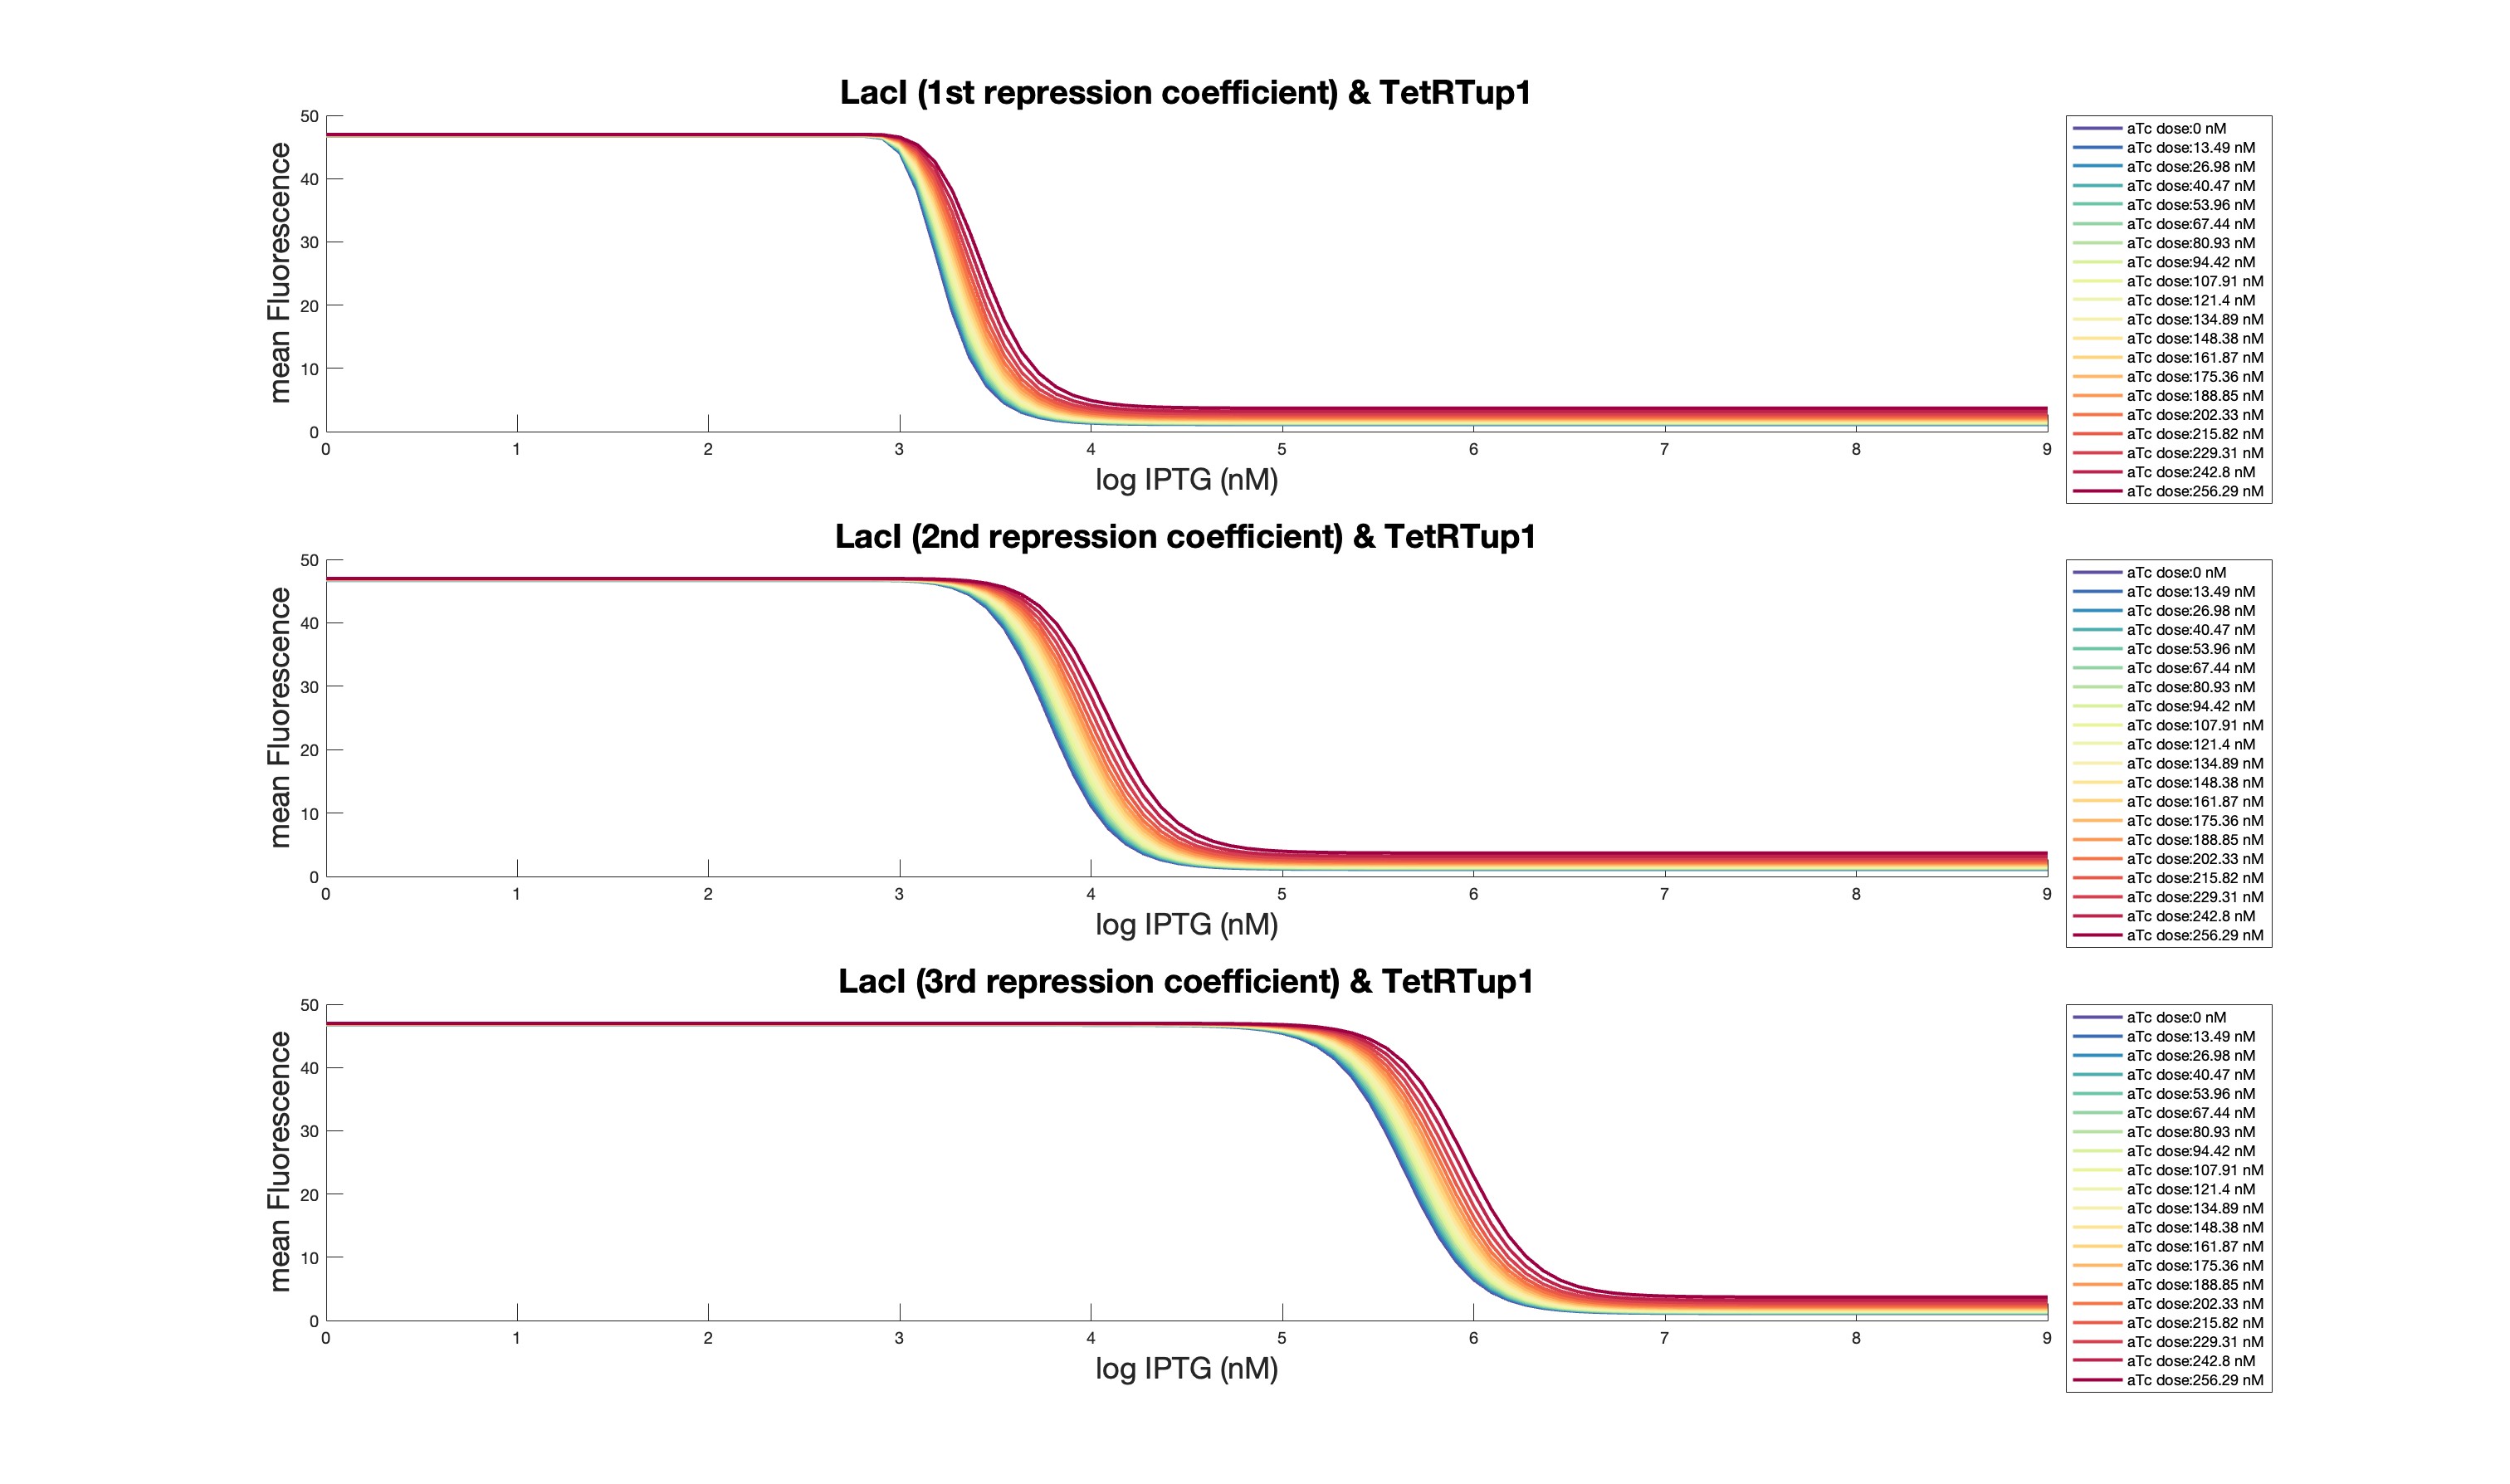 LacI (1st repression coefficient) & TetRTup1
50
40
30
20
10
0
mean Fluorescence
0 1 2 3 4 5 6 7 8 9
log IPTG (nM)
aTc dose:0 nM
aTc dose:13.49 nM
aTc dose:26.98 nM
aTc dose:40.47 nM
aTc dose:53.96 nM
aTc dose:67.44 nM
aTc dose:80.93 nM
aTc dose:94.42 nM
aTc dose:107.91 nM
aTc dose:121.4 nM
aTc dose:134.89 nM
aTc dose:148.38 nM
aTc dose:161.87 nM
aTc dose:175.36 nM
aTc dose:188.85 nM
aTc dose:202.33 nM
aTc dose:215.82 nM
aTc dose:229.31 nM
aTc dose:242.8 nM
aTc dose:256.29 nM
LacI (2nd repression coefficient) & TetRTup1
50
40
30
20
10
0
mean Fluorescence
0 1 2 3 4 5 6 7 8 9
log IPTG (nM)
aTc dose:0 nM
aTc dose:13.49 nM
aTc dose:26.98 nM
aTc dose:40.47 nM
aTc dose:53.96 nM
aTc dose:67.44 nM
aTc dose:80.93 nM
aTc dose:94.42 nM
aTc dose:107.91 nM
aTc dose:121.4 nM
aTc dose:134.89 nM
aTc dose:148.38 nM
aTc dose:161.87 nM
aTc dose:175.36 nM
aTc dose:188.85 nM
aTc dose:202.33 nM
aTc dose:215.82 nM
aTc dose:229.31 nM
aTc dose:242.8 nM
aTc dose:256.29 nM
LacI (3rd repression coefficient) & TetRTup1
50
40
30
20
10
0
mean Fluorescence
0 1 2 3 4 5 6 7 8 9
log IPTG (nM)
aTc dose:0 nM
aTc dose:13.49 nM
aTc dose:26.98 nM
aTc dose:40.47 nM
aTc dose:53.96 nM
aTc dose:67.44 nM
aTc dose:80.93 nM
aTc dose:94.42 nM
aTc dose:107.91 nM
aTc dose:121.4 nM
aTc dose:134.89 nM
aTc dose:148.38 nM
aTc dose:161.87 nM
aTc dose:175.36 nM
aTc dose:188.85 nM
aTc dose:202.33 nM
aTc dose:215.82 nM
aTc dose:229.31 nM
aTc dose:242.8 nM
aTc dose:256.29 nM